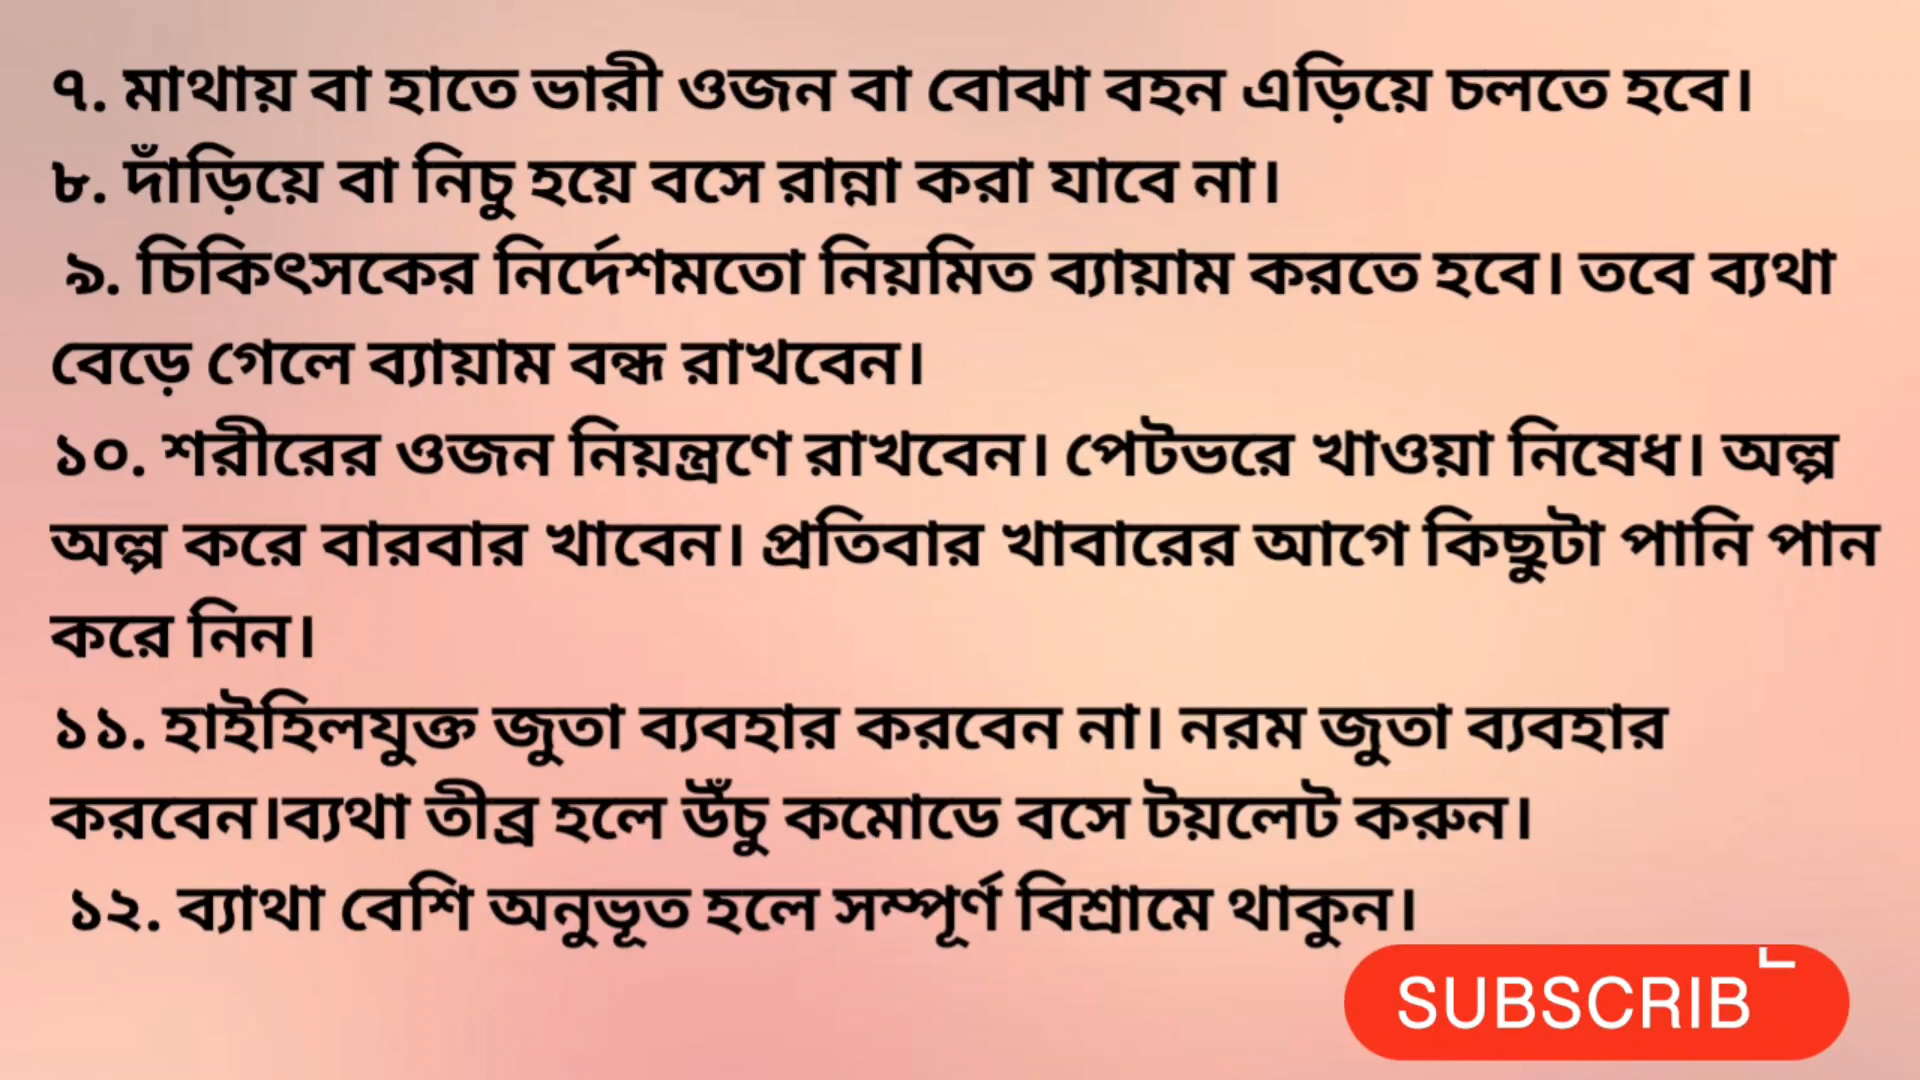 ৭. মাথায় বা হাতে ভারী ওজন বা বোঝা বহন এড়িয়ে চলতে হবে।
৮. দাঁড়িয়ে বা নিচু হয়ে বসে রান্না করা যাবে না।
৯. চিকিৎসকের নির্দেশমতো নিয়মিত ব্যায়াম করতে হবে। তবে ব্যথা
বেড়ে গেলে ব্যায়াম বন্ধ রাখবেন।
১০. শরীরের ওজন নিয়ন্ত্রণে রাখবেন। পেটভরে খাওয়া নিষেধ। অল্প
অল্প করে বারবার খাবেন। প্রতিবার খাবারের আগে কিছুটা পানি পান
করে নিন।
১১. হাইহিলযুক্ত জুতা ব্যবহার করবেন না। নরম জুতা ব্যবহার
করবেন।ব্যথা তীব্র হলে উঁচু কমোডে বসে টয়লেট করুন।
১২. ব্যাথা বেশি অনুভূত হলে সম্পূর্ণ বিশ্রামে থাকুন।
SUBSCRIB